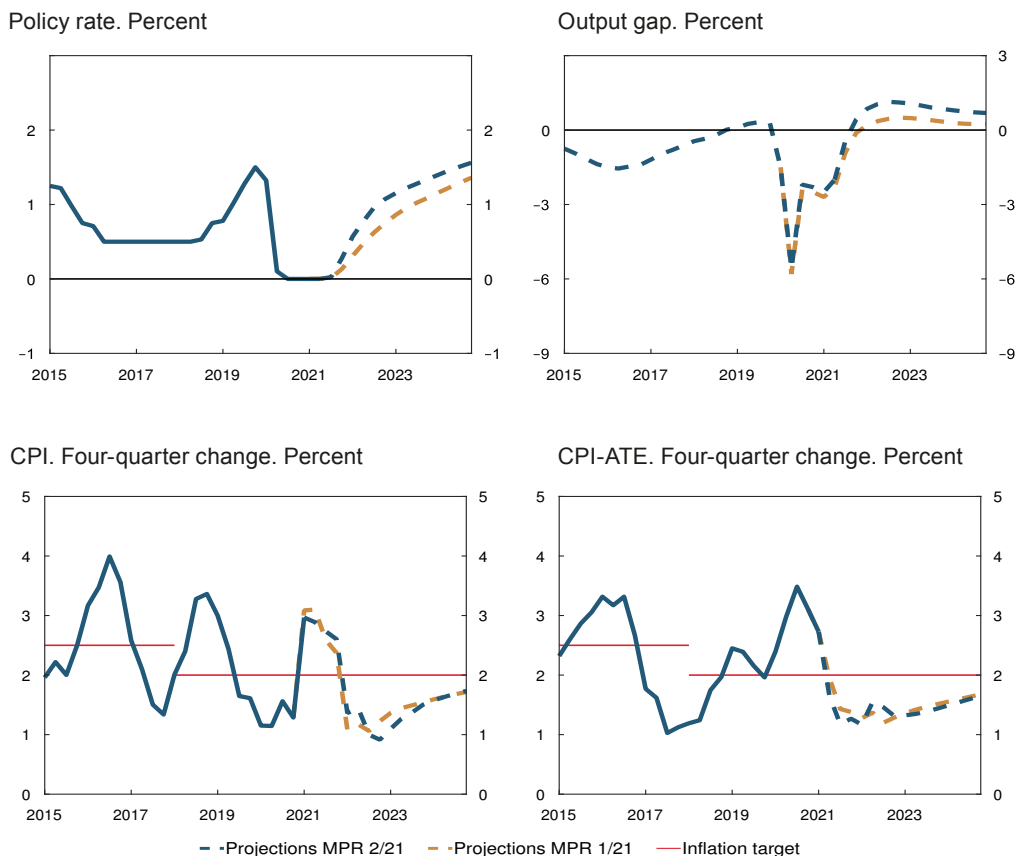 Policy rate. Percent
2 2
1 1
0 0
−1 −1
2015 2017 2019 2021 2023
Output gap. Percent
3
0 0
−3 −3
−6 −6
−9 −9
2015 2017 2019 2021 2023
CPI. Four-quarter change. Percent
5 5
4 4
3 3
2 2
1 1
0 0
2015 2017 2019 2021 2023
CPI-ATE. Four-quarter change. Percent
5 5
4 4
3 3
2 2
1 1
0 0
2015 2017 2019 2021 2023
Projections MPR 2/21 Projections MPR 1/21 Inflation target